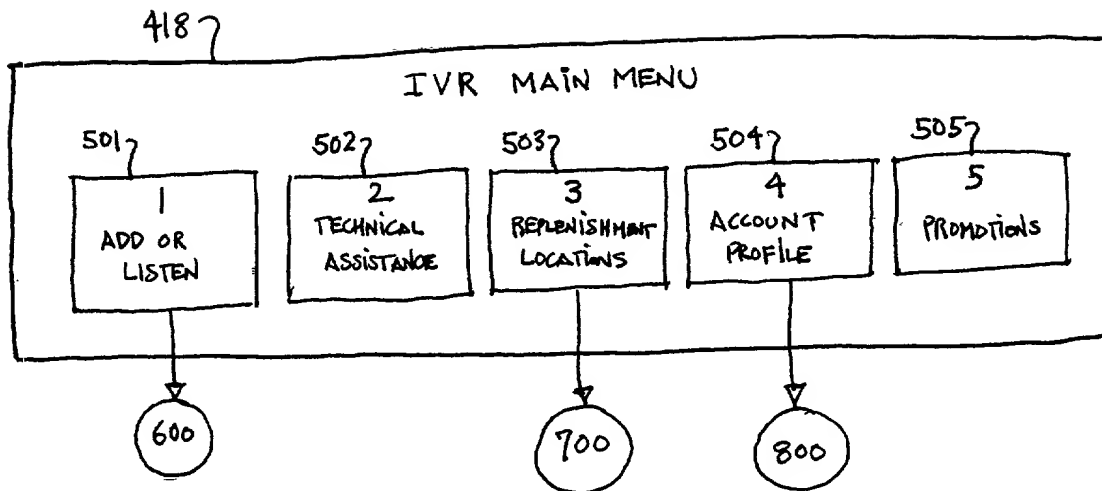 418
IVR MAIN MENU
501
502
503
504
505
1
ADD OR
LISTEN
2
TECHNICAL
ASSISTANCE
3
REPLENISHMENT
LOCATIONS
4
ACCOUNT
PROFILE
5
PROMOTIONS
600
700
800